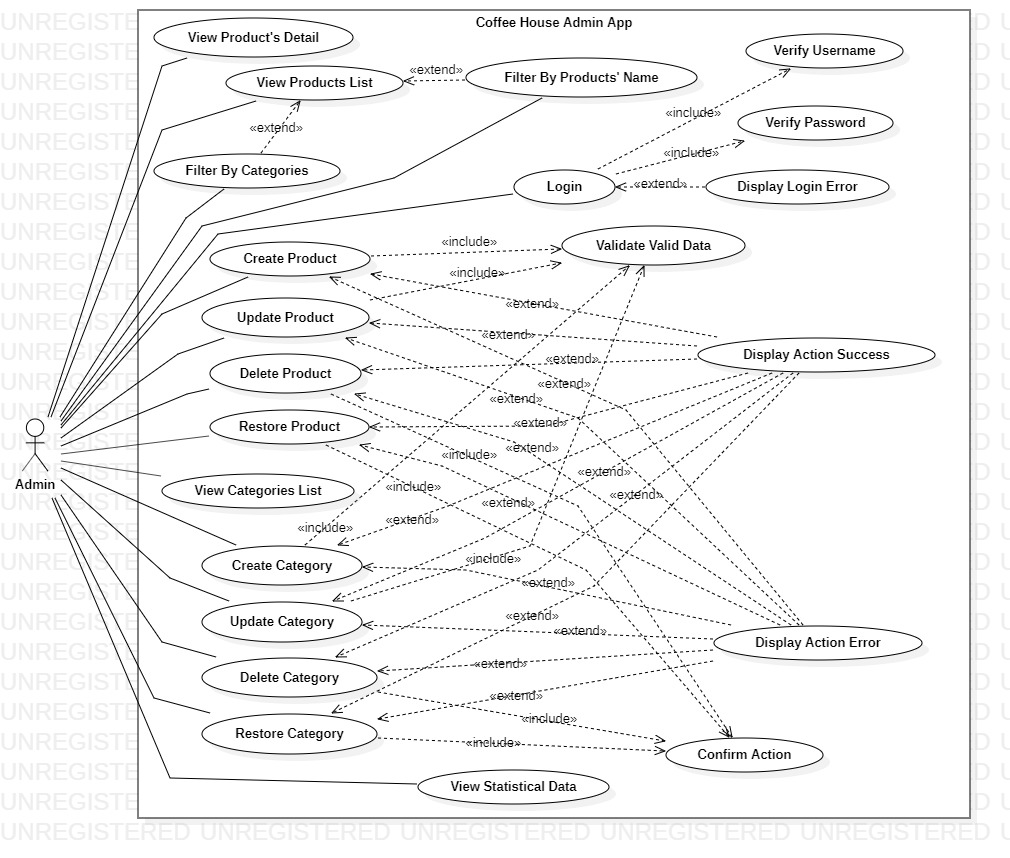 Coffee House Admin App
View Product's Detail
Verify Username
«extend»
View Products List
Filter By Products' Name
«include»
Verify Password
«extend»
«include»
Filter By Categories
Login
«extend»
Display Login Error
«include»
Validate Valid Data
Create Product
«include»
«extend»
Update Product
«extend»
Display Action Success
«extend»
Delete Product
«extend»
«extend»
Restore Product
«extend»
«extend»
«include»
Admin
«extend»
View Categories List
«include»
«extend»
«extend»
«include»
«extend»
«include»
Create Category
«extend»
«extend»
Update Category
«extend»
Display Action Error
«extend»
Delete Category
«extend»
«include»
Restore Category
«include»
Confirm Action
View Statistical Data
UNREGISTERED UNREGISTERED UNREGISTERED UNREGISTERED UNREGISTERED U